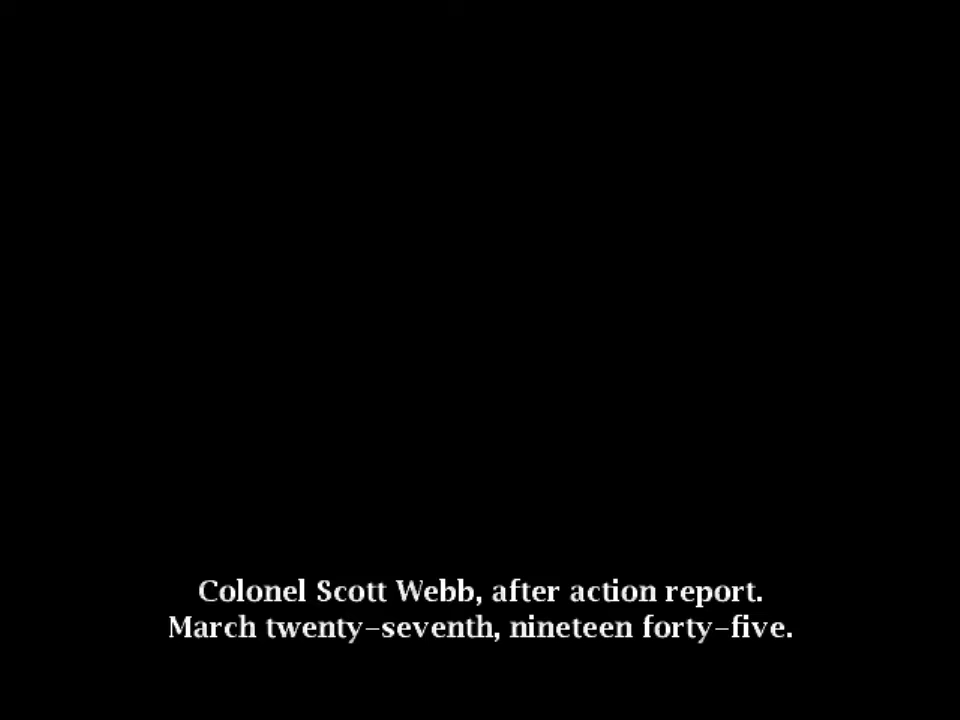 Colonel Scott Webb, after action report.
March twenty-seventh, nineteen forty-five.